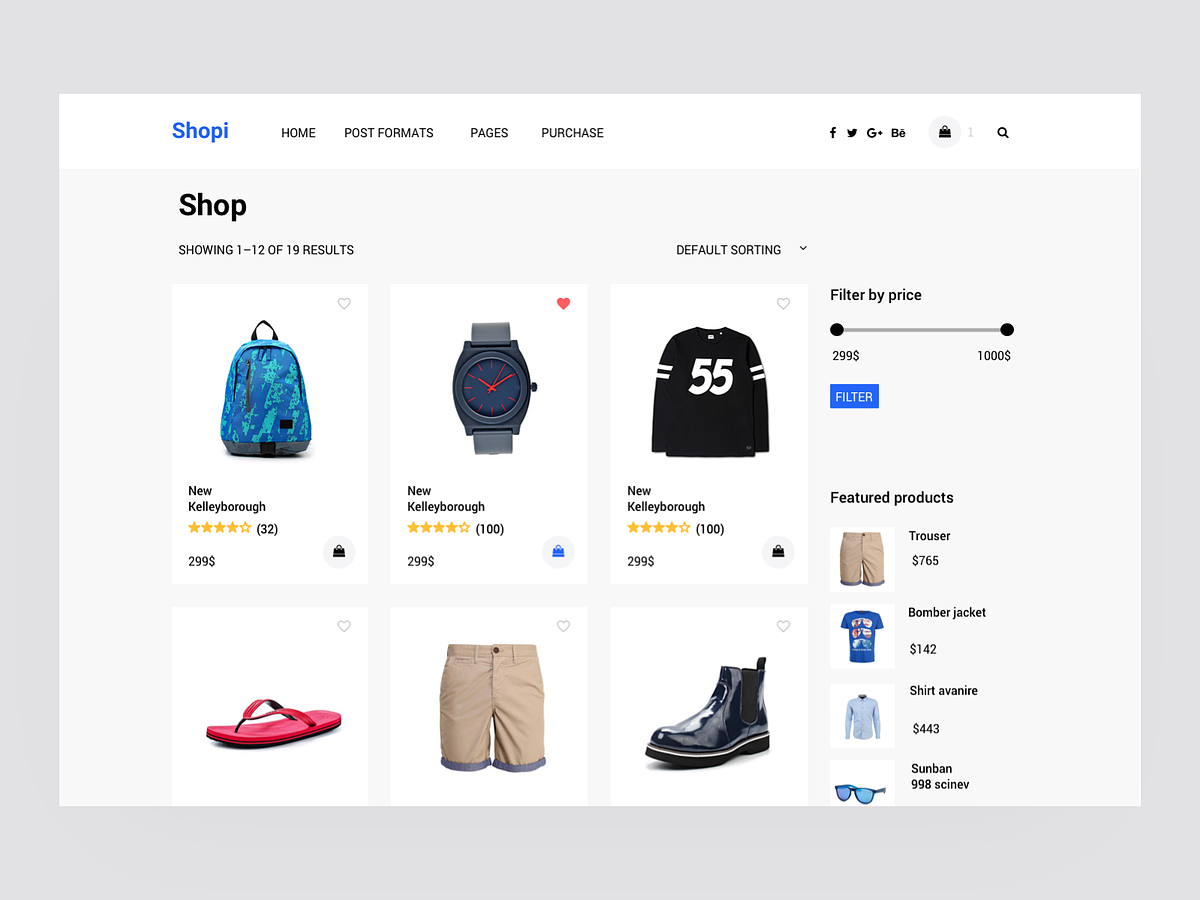 Shopi
HOME
POST FORMATS
PAGES
PURCHASE
G+
Bē
1
Shop
SHOWING 1–12 OF 19 RESULTS
DEFAULT SORTING
55
New
Kelleyborough
(32)
299$
New
Kelleyborough
(100)
299$
New
Kelleyborough
(100)
299$
Filter by price
299$
1000$
FILTER
Featured products
Trouser
$765
Bomber jacket
$142
Shirt avanire
$443
Sunban
998 scinev